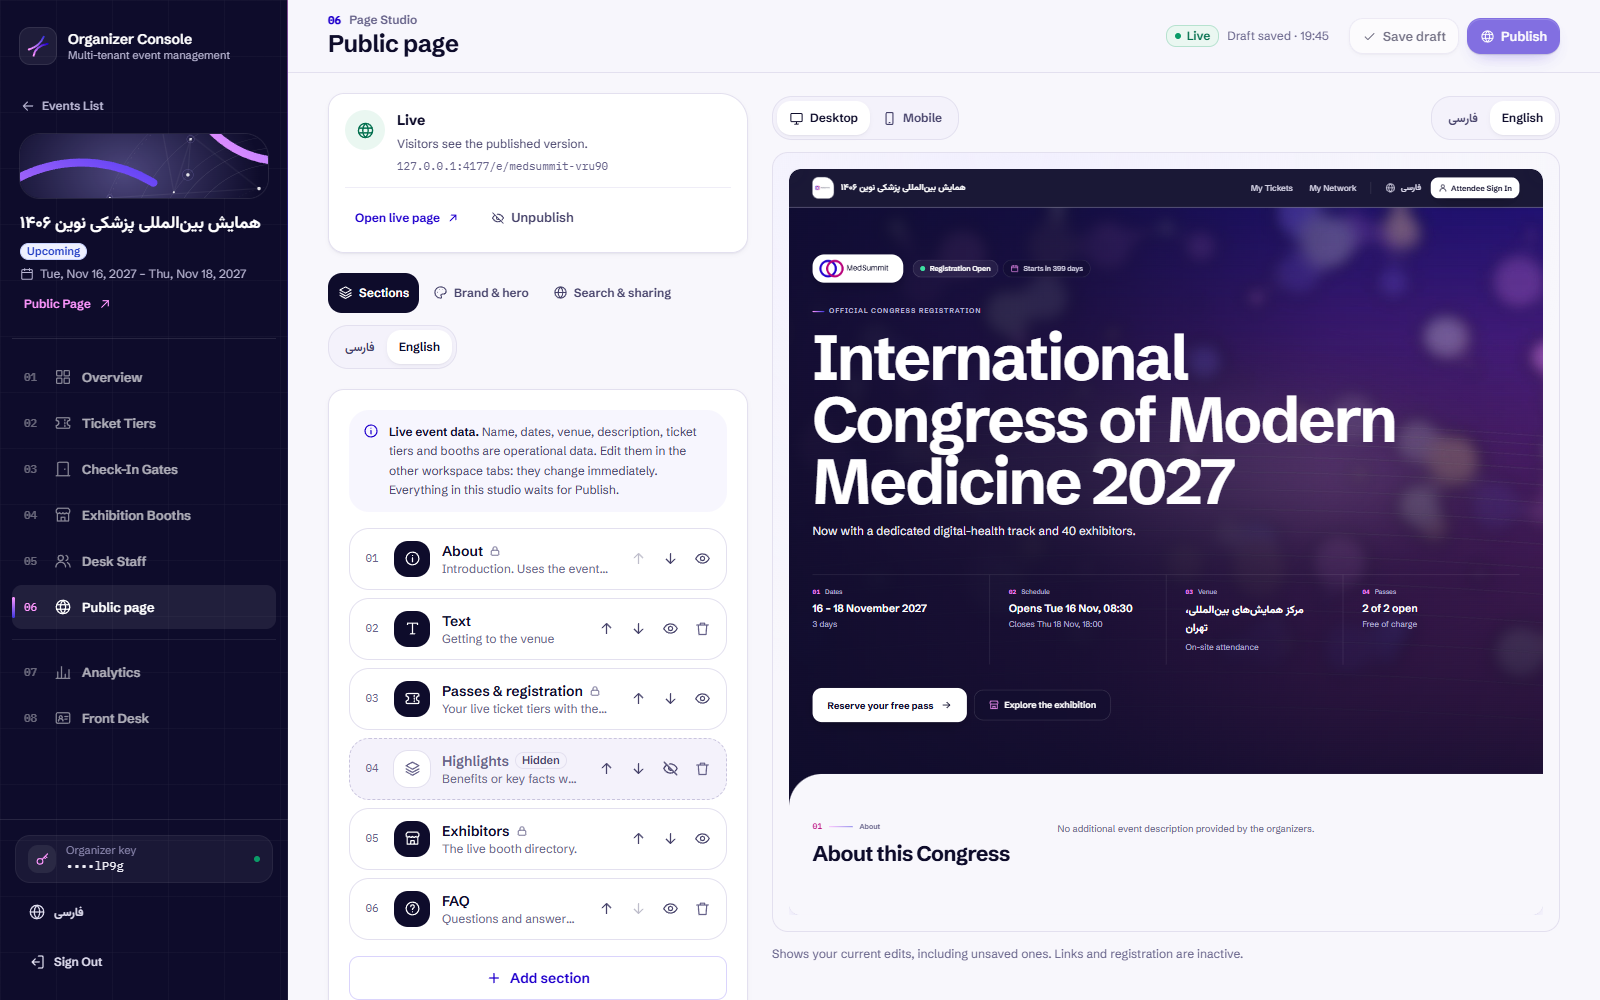 Organizer Console
Multi-tenant event management
Events List
همایش بین‌المللی پزشکی نوین ۱۴۰۶
Upcoming
Tue, Nov 16, 2027 - Thu, Nov 18, 2027
Public Page
01 Overview
02 Ticket Tiers
03 Check-In Gates
04 Exhibition Booths
05 Desk Staff
06 Public page
07 Analytics
08 Front Desk
Organizer key
••••lP9g
فارسی
Sign Out
06 Page Studio
Public page
Live
Draft saved · 19:45
Save draft
Publish
Live
Visitors see the published version.
127.0.0.1:4177/e/medsummit-vru90
Open live page
Unpublish
Sections
Brand & hero
Search & sharing
فارسی
English
Live event data. Name, dates, venue, description, ticket
tiers and booths are operational data. Edit them in the
other workspace tabs: they change immediately.
Everything in this studio waits for Publish.
01 About
Introduction. Uses the event...
02 Text
Getting to the venue
03 Passes & registration
Your live ticket tiers with the...
04 Highlights Hidden
Benefits or key facts w...
05 Exhibitors
The live booth directory.
06 FAQ
Questions and answer...
Add section
Desktop
Mobile
فارسی
English
همایش بین‌المللی پزشکی نوین ۱۴۰۶
My Tickets
My Network
فارسی
Attendee Sign In
MedSummit
Registration Open
Starts in 399 days
OFFICIAL CONGRESS REGISTRATION
International
Congress of Modern
Medicine 2027
Now with a dedicated digital-health track and 40 exhibitors.
01 Dates
16 – 18 November 2027
3 days
02 Schedule
Opens Tue 16 Nov, 08:30
Closes Thu 18 Nov, 18:00
03 Venue
مرکز همایش‌های بین‌المللی،
تهران
On-site attendance
04 Passes
2 of 2 open
Free of charge
Reserve your free pass
Explore the exhibition
01 About
About this Congress
No additional event description provided by the organizers.
Shows your current edits, including unsaved ones. Links and registration are inactive.